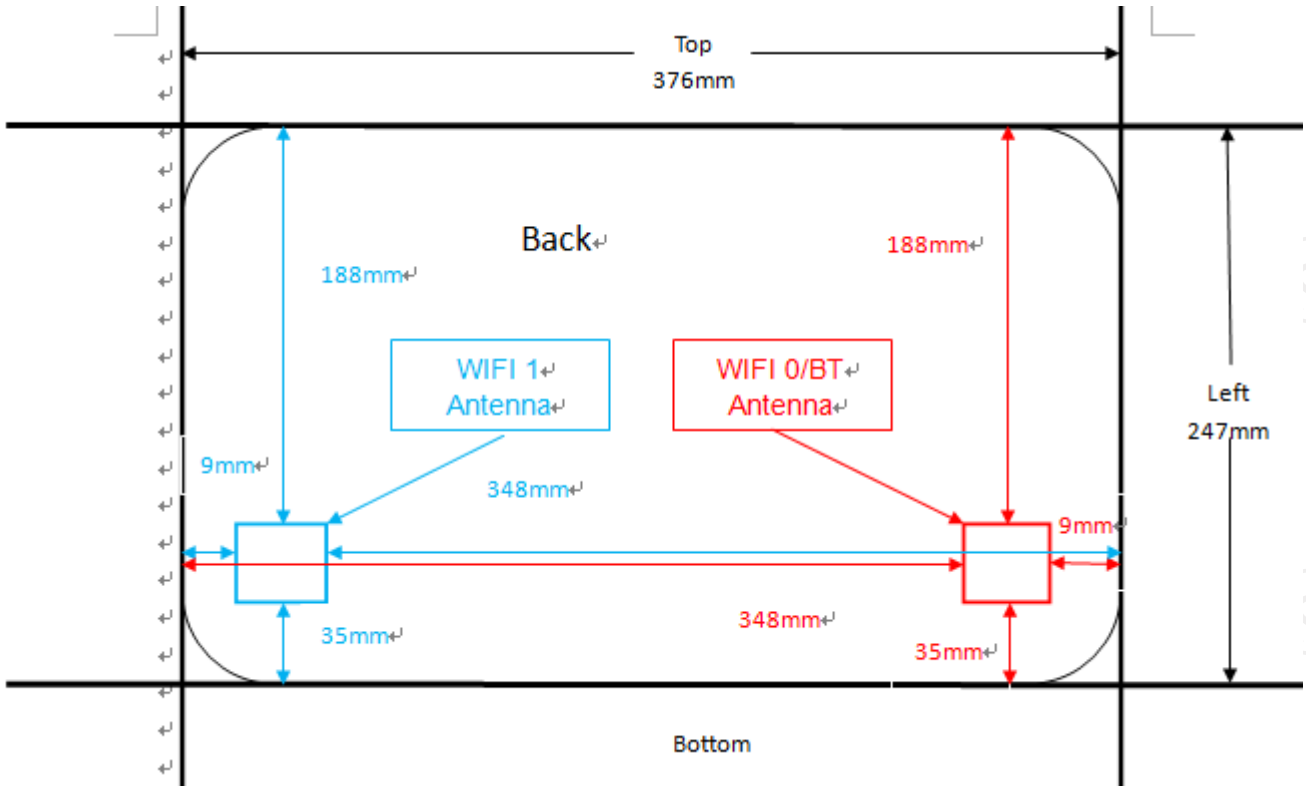 Top
376mm
Back
188mm
188mm
WIFI 1
Antenna
WIFI 0/BT
Antenna
Left
247mm
9mm
348mm
9mm
348mm
35mm
35mm
Bottom